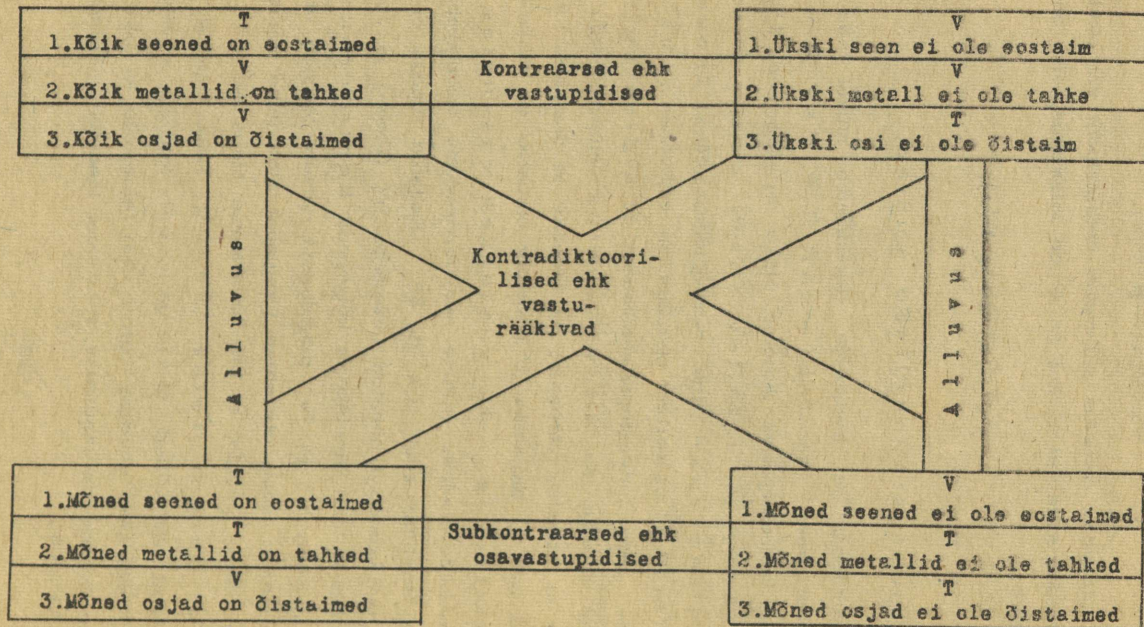 T
1.Kõik seened on eostaimed
V
2.Kõik metallid on tahked
V
3.Kõik osjad on õistaimed
Kontraarsed ehk
vastupidised
V
1.Ükski seen ei ole eostaim
V
2.Ükski metall ei ole tahke
T
3.Ükski osi ei ole õistaim
Alluvus
Kontradiktoori-
lised ehk
vastu-
rääkivad
Alluvus
T
1.Mõned seened on eostaimed
T
2.Mõned metallid on tahked
V
3.Mõned osjad on õistaimed
Subkontraarsed ehk
osavastupidised
V
1.Mõned seened ei ole eostaimed
T
2.Mõned metallid ei ole tahked
T
3.Mõned osjad ei ole õistaimed